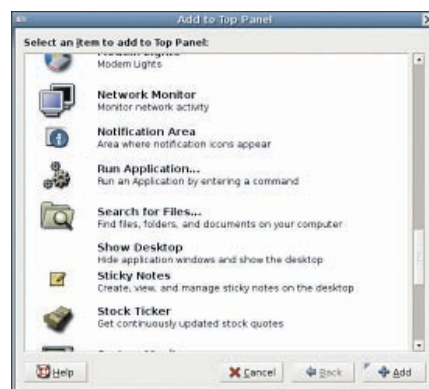 Add to Top Panel
Select an item to add to Top Panel:
Modem Lights
Modem Lights
Network Monitor
Monitor network activity
Notification Area
Area where notification icons appear
Run Application...
Run an Application by entering a command
Search for Files...
Find files, folders, and documents on your computer
Show Desktop
Hide application windows and show the desktop
Sticky Notes
Create, view, and manage sticky notes on the desktop
Stock Ticker
Get continuously updated stock quotes
Help
Cancel
Back
Add